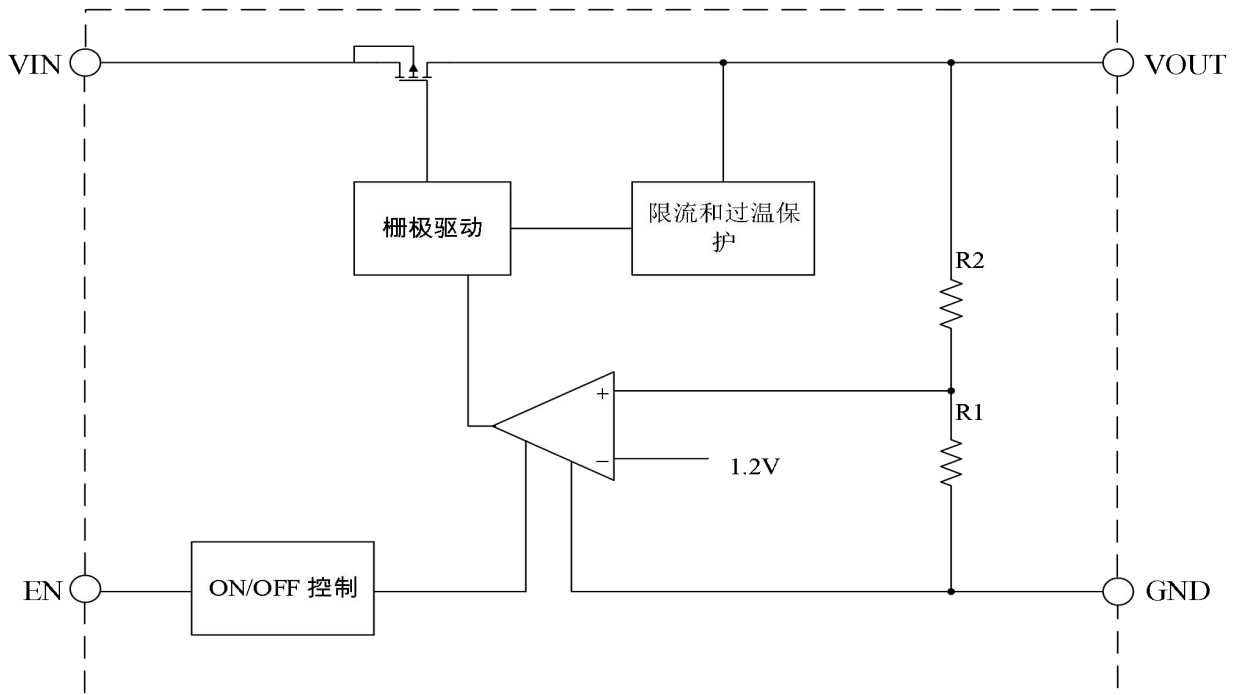 VIN
VOUT
栅极驱动
限流和过温保
护
R2
+
R1
−
1.2V
EN
ON/OFF 控制
GND